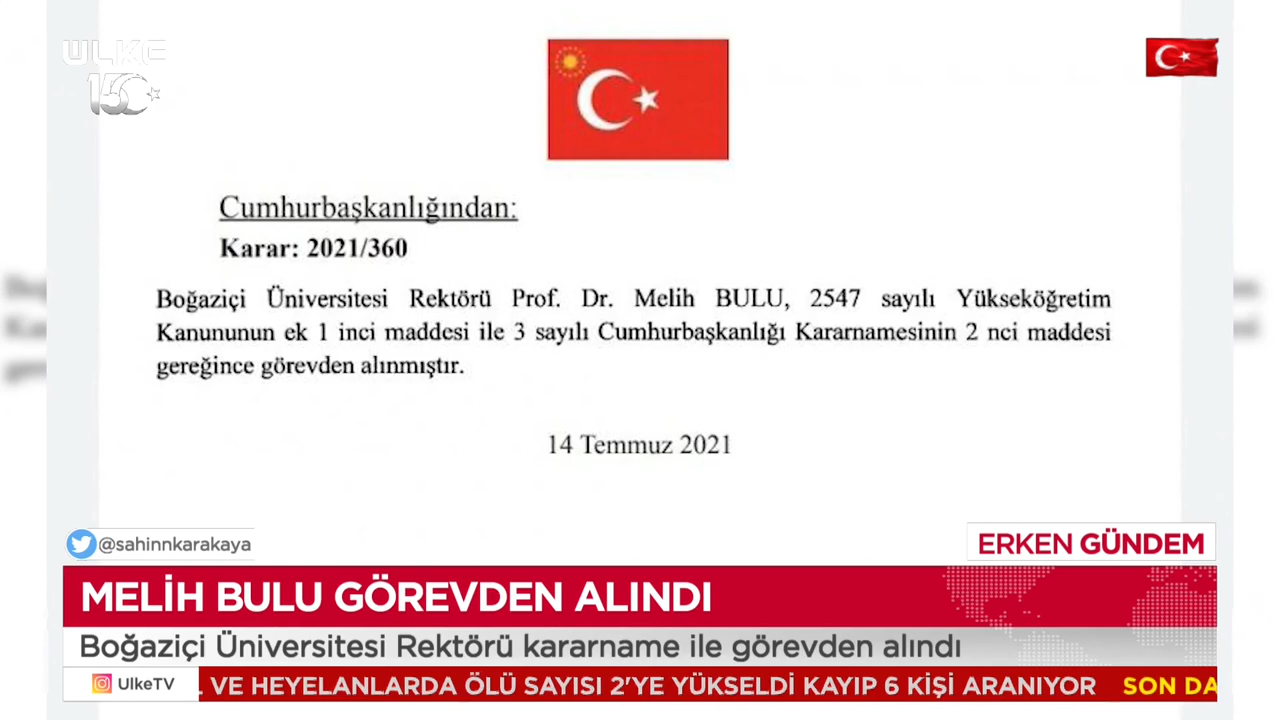 ÜLKE
15
Cumhurbaşkanlığından:
Karar: 2021/360
Boğaziçi Üniversitesi Rektörü Prof. Dr. Melih BULU, 2547 sayılı Yükseköğretim
Kanununun ek 1 inci maddesi ile 3 sayılı Cumhurbaşkanlığı Kararnamesinin 2 nci maddesi
gereğince görevden alınmıştır.
14 Temmuz 2021
@sahinnkarakaya
ERKEN GÜNDEM
MELİH BULU GÖREVDEN ALINDI
Boğaziçi Üniversitesi Rektörü kararname ile görevden alındı
UlkeTV
L VE HEYELANLARDA ÖLÜ SAYISI 2'YE YÜKSELDİ KAYIP 6 KİŞİ ARANIYOR SON DA